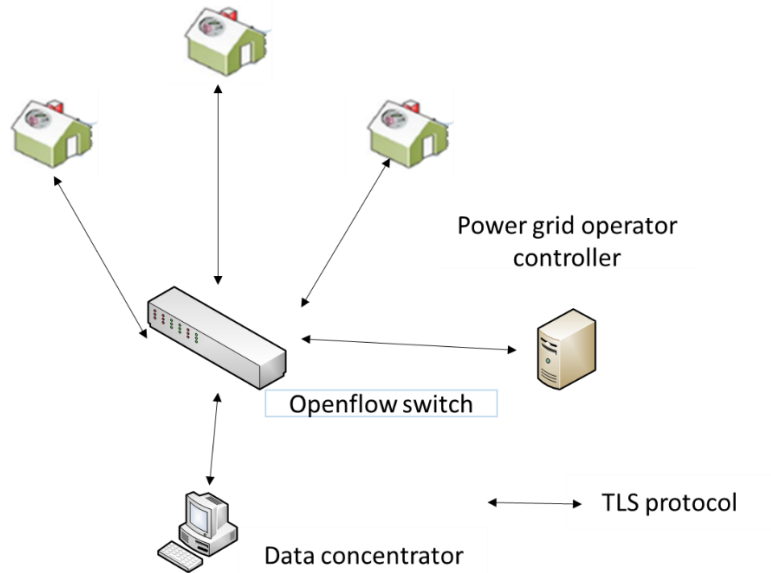 Power grid operator
controller
Openflow switch
TLS protocol
Data concentrator